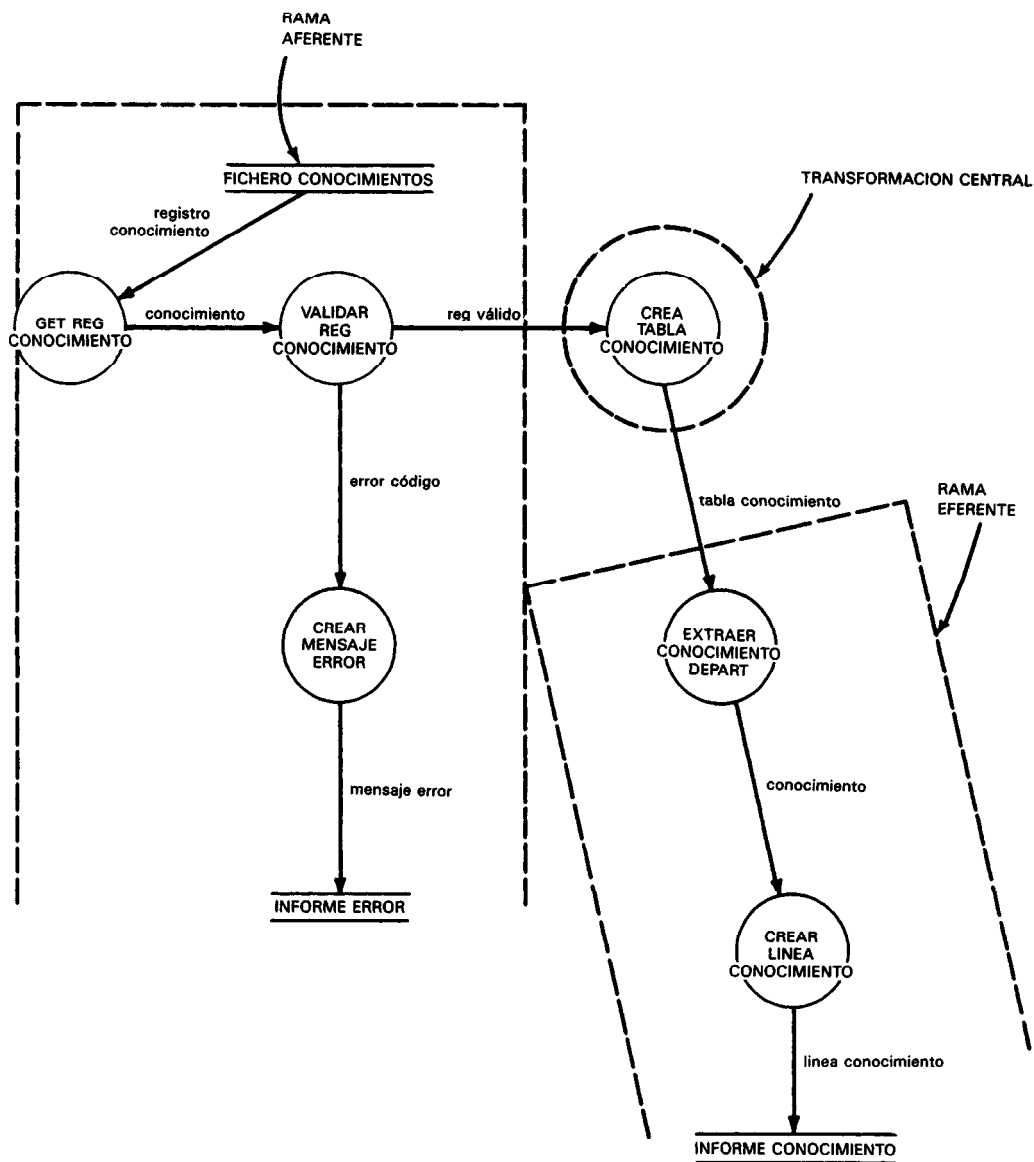 RAMA
AFERENTE
FICHERO CONOCIMIENTOS
TRANSFORMACION CENTRAL
registro
conocimiento
GET REG
CONOCIMIENTO
conocimiento
VALIDAR
REG
CONOCIMIENTO
reg válido
CREA
TABLA
CONOCIMIENTO
error código
tabla conocimiento
RAMA
EFERENTE
CREAR
MENSAJE
ERROR
EXTRAER
CONOCIMIENTO
DEPART
mensaje error
conocimiento
INFORME ERROR
CREAR
LINEA
CONOCIMIENTO
linea conocimiento
INFORME CONOCIMIENTO